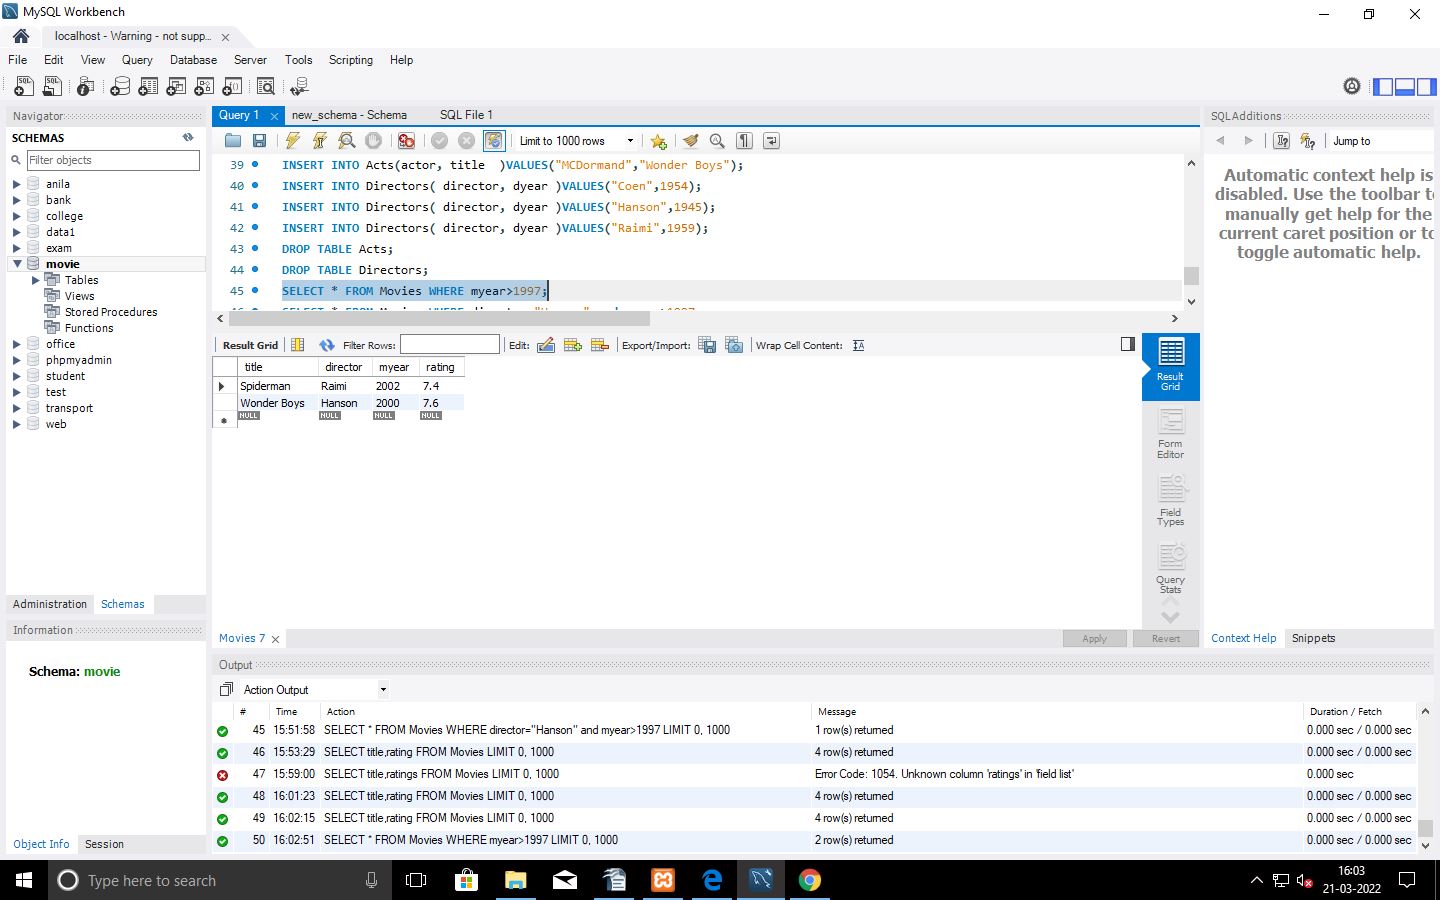 MySQL Workbench
localhost - Warning - not supp...
File Edit View Query Database Server Tools Scripting Help
Navigator
SCHEMAS
Filter objects
anila
bank
college
data1
exam
movie
Tables
Views
Stored Procedures
Functions
office
phpmyadmin
student
test
transport
web
Administration Schemas
Information
Schema: movie
Object Info Session
Query 1 new_schema - Schema SQL File 1
Limit to 1000 rows
39 INSERT INTO Acts(actor, title  )VALUES("MCDormand","Wonder Boys");
40 INSERT INTO Directors( director, dyear )VALUES("Coen",1954);
41 INSERT INTO Directors( director, dyear )VALUES("Hanson",1945);
42 INSERT INTO Directors( director, dyear )VALUES("Raimi",1959);
43 DROP TABLE Acts;
44 DROP TABLE Directors;
45 SELECT * FROM Movies WHERE myear>1997;
Result Grid Filter Rows: Edit: Export/Import: Wrap Cell Content:
title director myear rating
Spiderman Raimi 2002 7.4
Wonder Boys Hanson 2000 7.6
NULL NULL NULL NULL
Result Grid
Form Editor
Field Types
Query Stats
Movies 7 Apply Revert
SQLAdditions
Jump to
Automatic context help is
disabled. Use the toolbar to
manually get help for the
current caret position or to
toggle automatic help.
Context Help Snippets
Output
Action Output
# Time Action Message Duration / Fetch
45 15:51:58 SELECT * FROM Movies WHERE director="Hanson" and myear>1997 LIMIT 0, 1000 1 row(s) returned 0.000 sec / 0.000 sec
46 15:53:29 SELECT title,rating FROM Movies LIMIT 0, 1000 4 row(s) returned 0.000 sec / 0.000 sec
47 15:59:00 SELECT title,ratings FROM Movies LIMIT 0, 1000 Error Code: 1054. Unknown column 'ratings' in 'field list' 0.000 sec
48 16:01:23 SELECT title,rating FROM Movies LIMIT 0, 1000 4 row(s) returned 0.000 sec / 0.000 sec
49 16:02:15 SELECT title,rating FROM Movies LIMIT 0, 1000 4 row(s) returned 0.000 sec / 0.000 sec
50 16:02:51 SELECT * FROM Movies WHERE myear>1997 LIMIT 0, 1000 2 row(s) returned 0.000 sec / 0.000 sec
Type here to search
16:03
21-03-2022